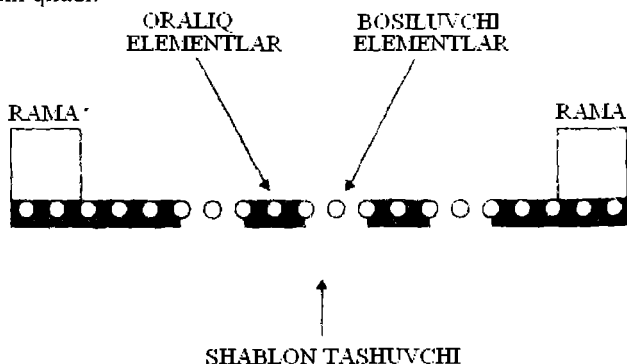 ORALIQ
ELEMENTLAR
BOSILUVCHI
ELEMENTLAR
RAMA
RAMA
SHABLON TASHUVCHI